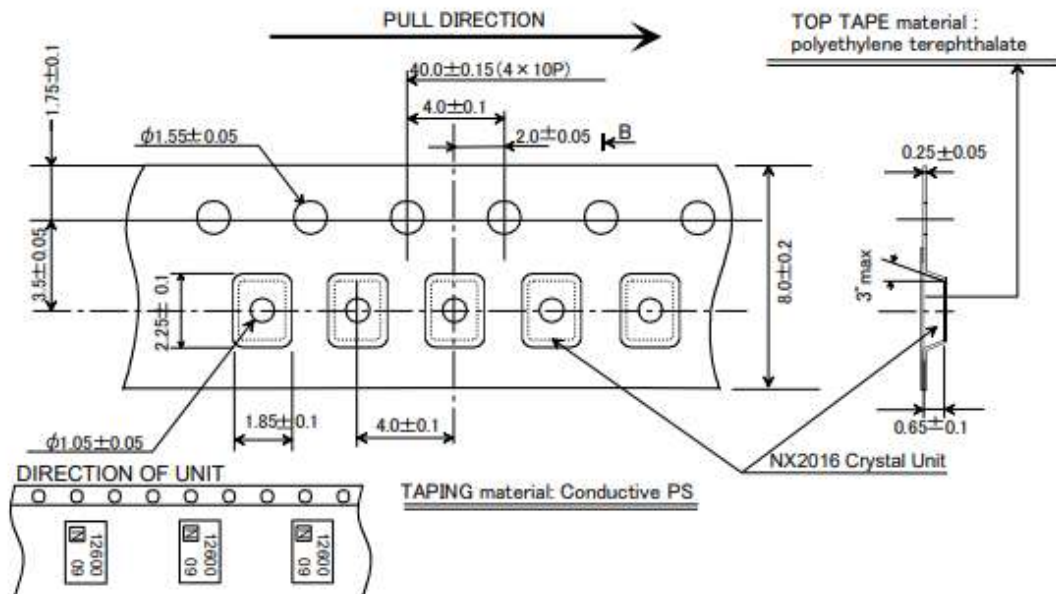 PULL DIRECTION
TOP TAPE material :
polyethylene terephthalate
1.75±0.1
40.0±0.15(4×10P)
4.0±0.1
φ1.55±0.05
2.0±0.05
B
0.25±0.05
3.5±0.05
2.25± 0.1
8.0±0.2
3° max
1.85±0.1
4.0±0.1
0.65±0.1
φ1.05±0.05
NX2016 Crystal Unit
DIRECTION OF UNIT
TAPING material: Conductive PS
N 12600
09
N 12600
09
N 12600
09